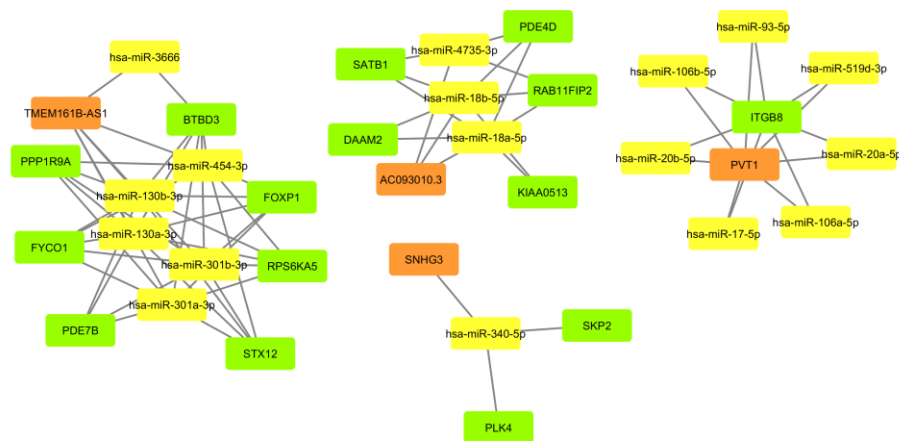 hsa-miR-3666
TMEM161B-AS1
BTBD3
PPP1R9A
hsa-miR-454-3p
hsa-miR-130b-3p
FOXP1
hsa-miR-130a-3p
FYCO1
hsa-miR-301b-3p
RPS6KA5
hsa-miR-301a-3p
PDE7B
STX12
PDE4D
hsa-miR-4735-3p
SATB1
hsa-miR-18b-5p
RAB11FIP2
DAAM2
hsa-miR-18a-5p
AC093010.3
KIAA0513
hsa-miR-93-5p
hsa-miR-106b-5p
hsa-miR-519d-3p
ITGB8
hsa-miR-20b-5p
PVT1
hsa-miR-20a-5p
hsa-miR-17-5p
hsa-miR-106a-5p
SNHG3
hsa-miR-340-5p
SKP2
PLK4